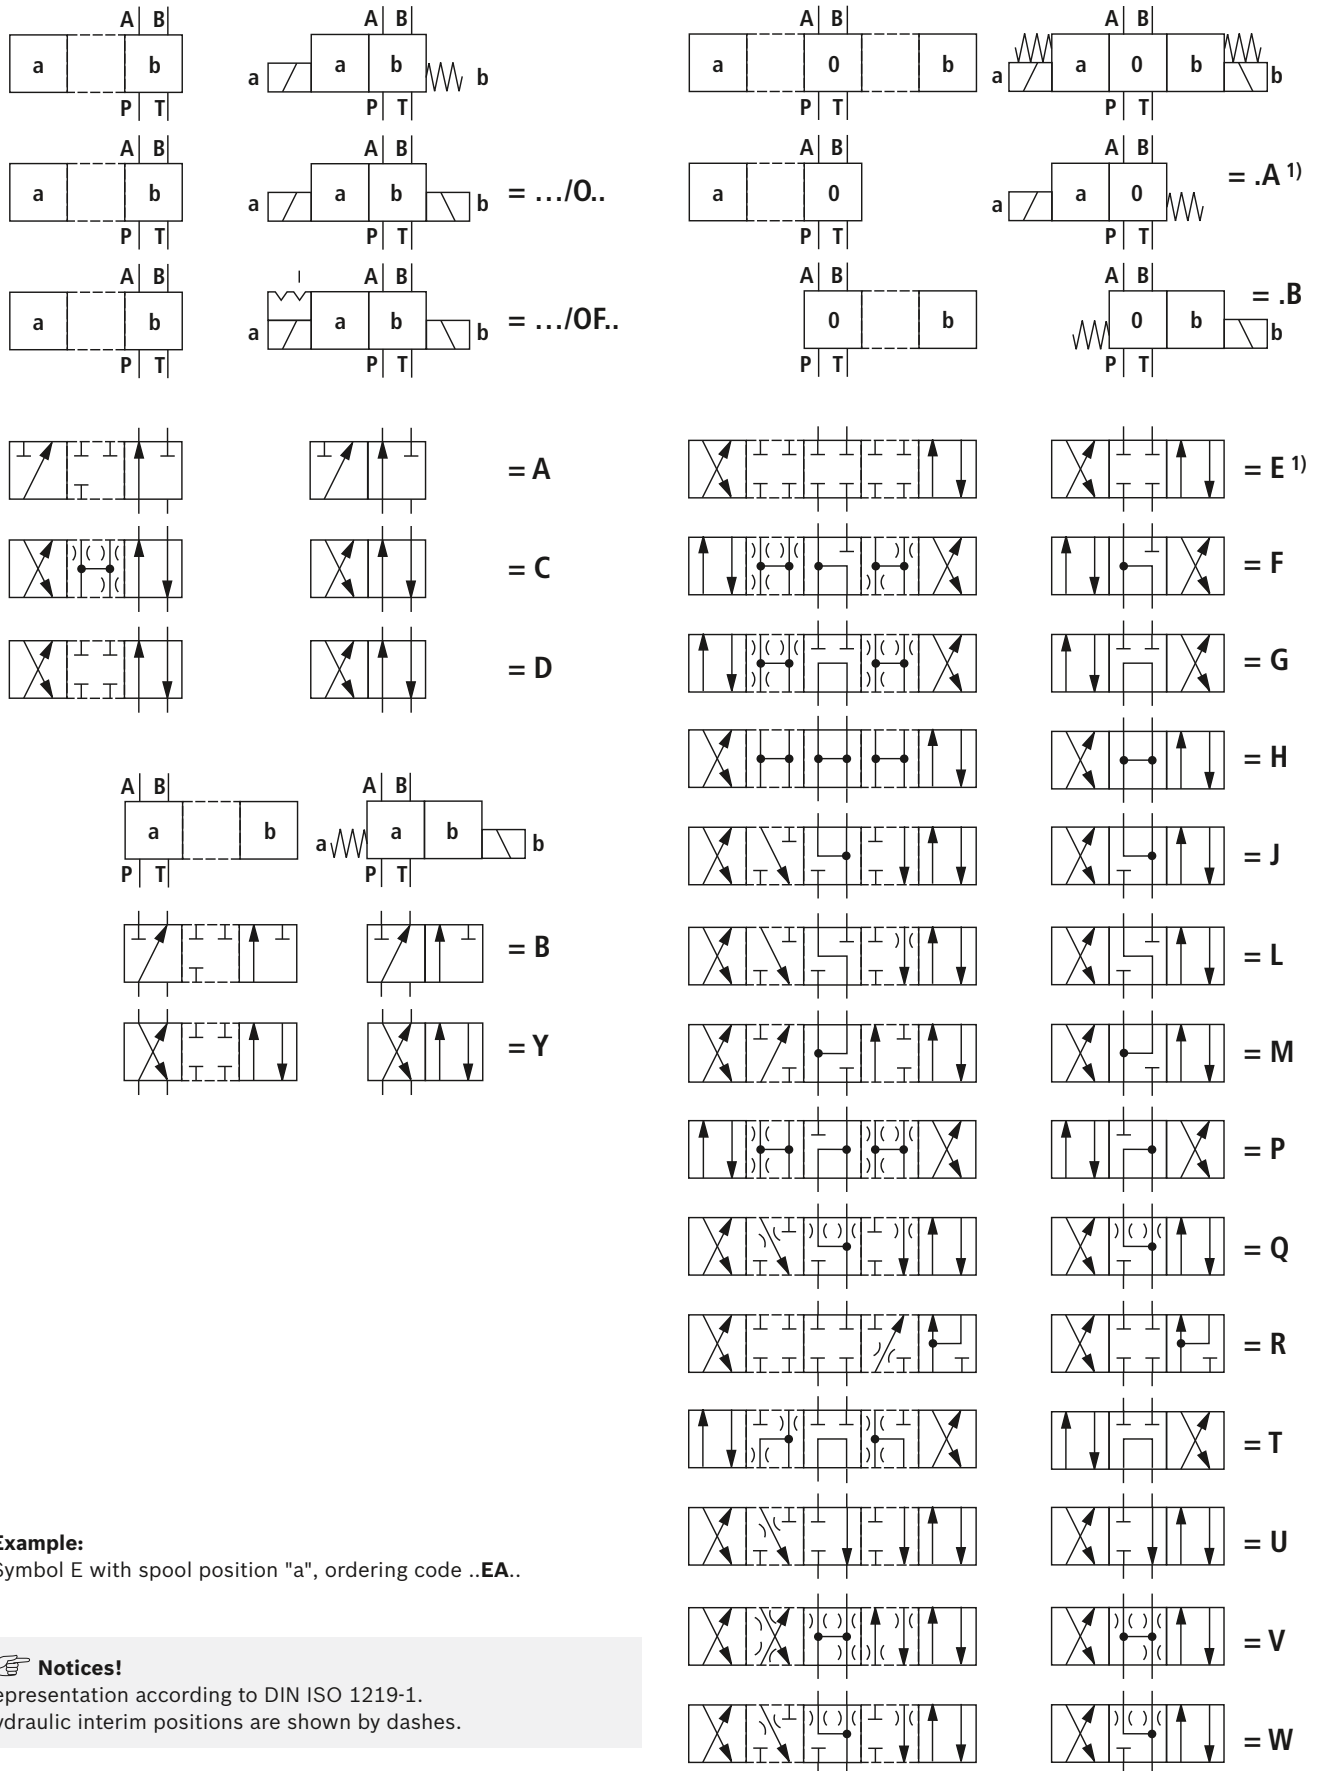 A B
a b
P T
A B
a a b b
P T
A B
a 0 b
P T
A B
a a 0 b b
P T
A B
a b
P T
A B
a a b b = .../O..
P T
A B
a 0
P T
A B
a a 0 = .A 1)
P T
A B
a b
P T
A B
a a b b = .../OF..
P T
A B
0 b
P T
A B
0 b b = .B
P T
= A
= C
= D
A B
a b
P T
A B
a a b b
P T
= B
= Y
= E 1)
= F
= G
= H
= J
= L
= M
= P
= Q
= R
= T
= U
= V
= W
Example:
Symbol E with spool position "a", ordering code ..EA..
Notices!
epresentation according to DIN ISO 1219-1.
ydraulic interim positions are shown by dashes.